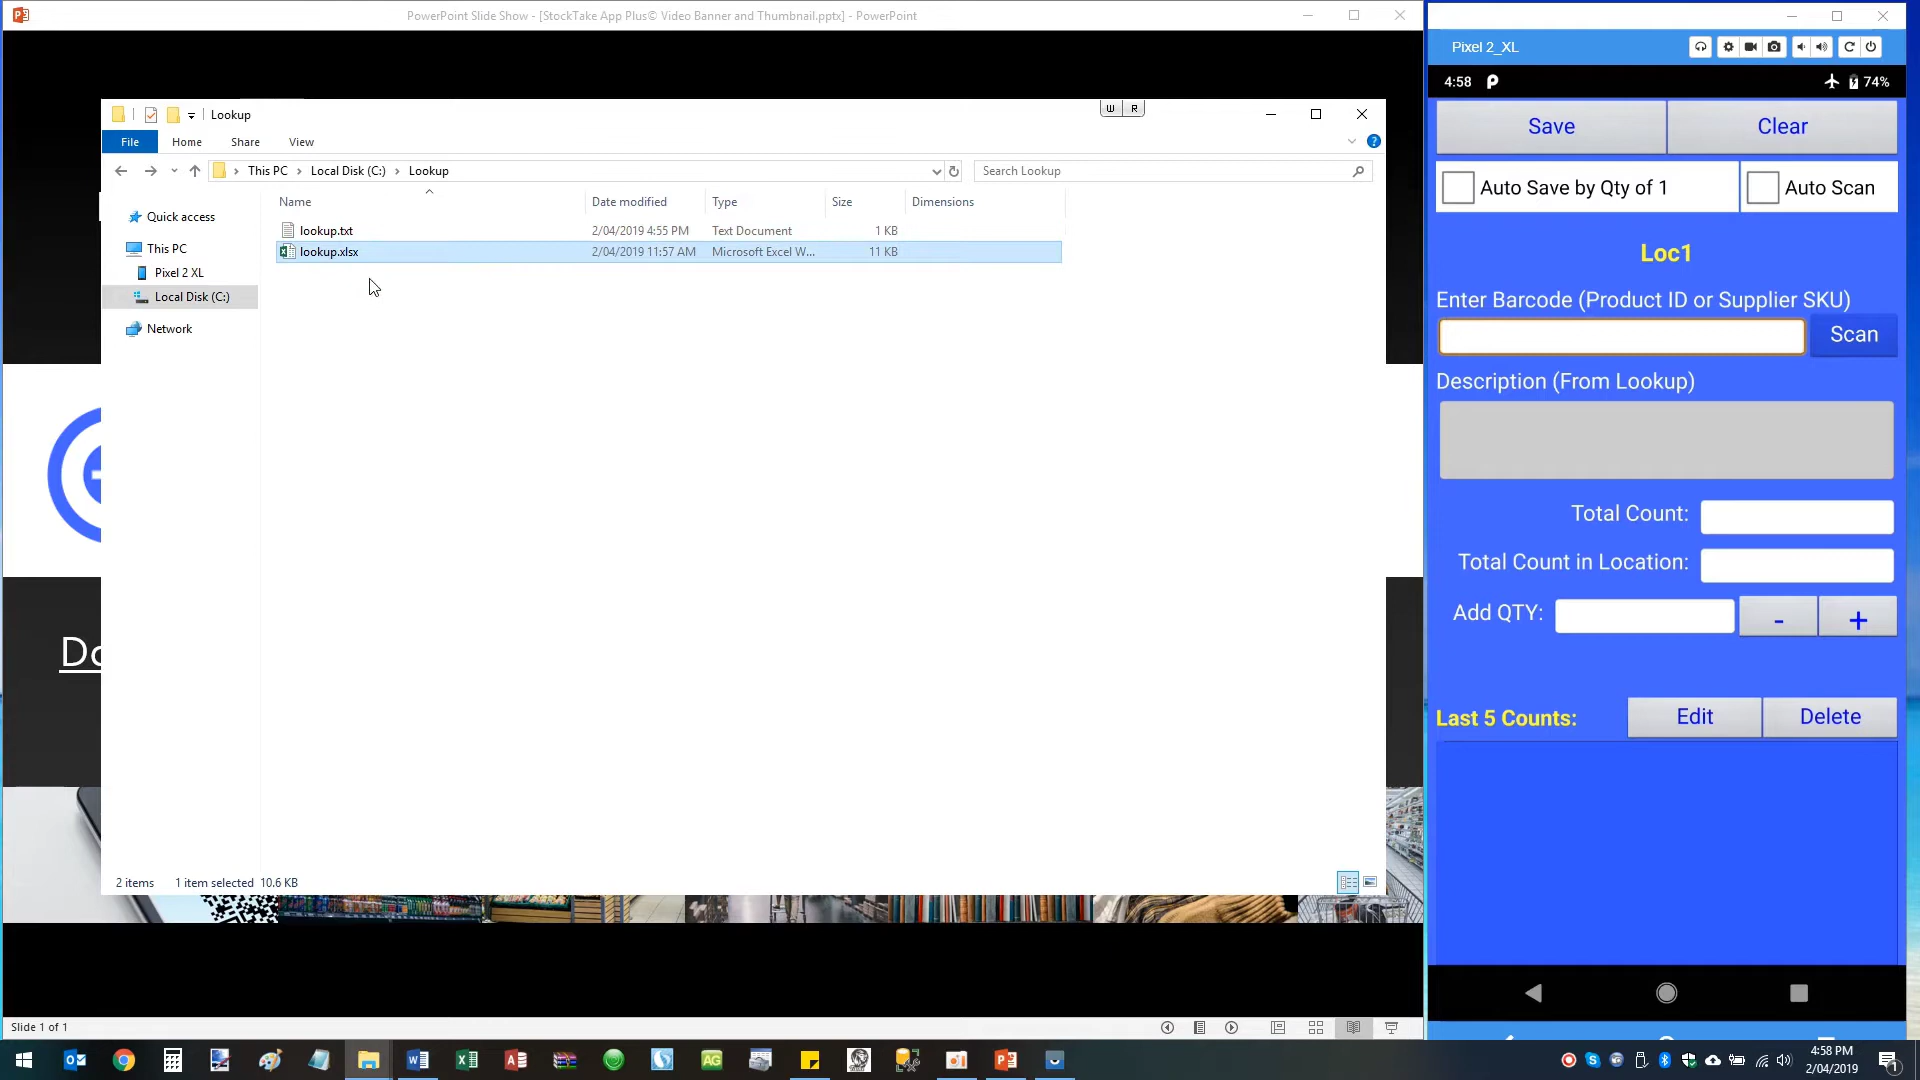 PowerPoint Slide Show - [StockTake App Plus© Video Banner and Thumbnail.pptx] - PowerPoint
Lookup
W R
File Home Share View
This PC > Local Disk (C:) > Lookup
Search Lookup
Name Date modified Type Size Dimensions
lookup.txt 2/04/2019 4:55 PM Text Document 1 KB
lookup.xlsx 2/04/2019 11:57 AM Microsoft Excel W... 11 KB
Quick access
This PC
Pixel 2 XL
Local Disk (C:)
Network
2 items 1 item selected 10.6 KB
Do
Slide 1 of 1
Pixel 2_XL
4:58 74%
Save Clear
Auto Save by Qty of 1 Auto Scan
Loc1
Enter Barcode (Product ID or Supplier SKU)
Scan
Description (From Lookup)
Total Count:
Total Count in Location:
Add QTY: - +
Last 5 Counts: Edit Delete
4:58 PM
2/04/2019